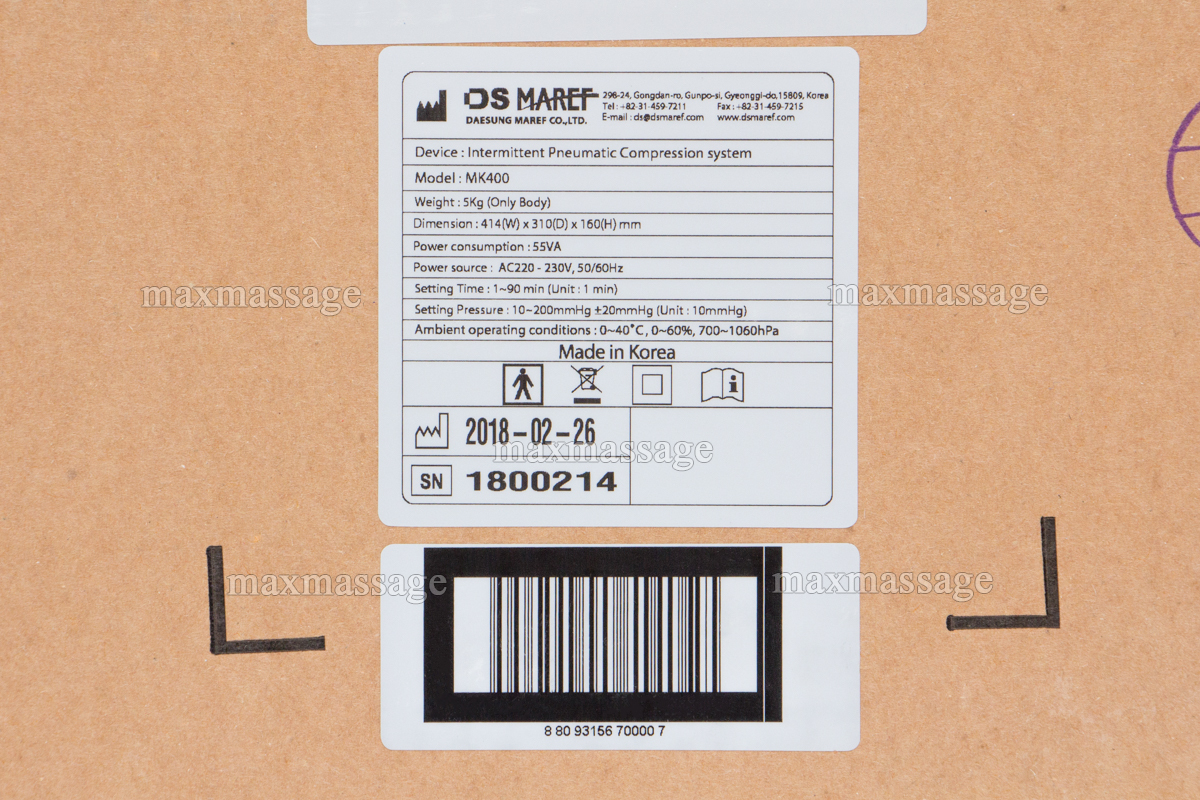 DS MAREF
DAESUNG MAREF CO.,LTD.
298-24, Gongdan-ro, Gunpo-si, Gyeonggi-do,15809, Korea
Tel : +82-31-459-7211 Fax : +82-31-459-7215
E-mail : ds@dsmaref.com www.dsmaref.com
Device : Intermittent Pneumatic Compression system
Model : MK400
Weight : 5Kg (Only Body)
Dimension : 414(W) x 310(D) x 160(H) mm
Power consumption : 55VA
Power source : AC220 - 230V, 50/60Hz
maxmassage maxmassage
Setting Time : 1~90 min (Unit : 1 min)
Setting Pressure : 10~200mmHg ±20mmHg (Unit : 10mmHg)
Ambient operating conditions : 0~40˚C, 0~60%, 700~1060hPa
Made in Korea
2018-02-26
maxmassage
SN 1800214
maxmassage maxmassage
8 80 93156 70000 7